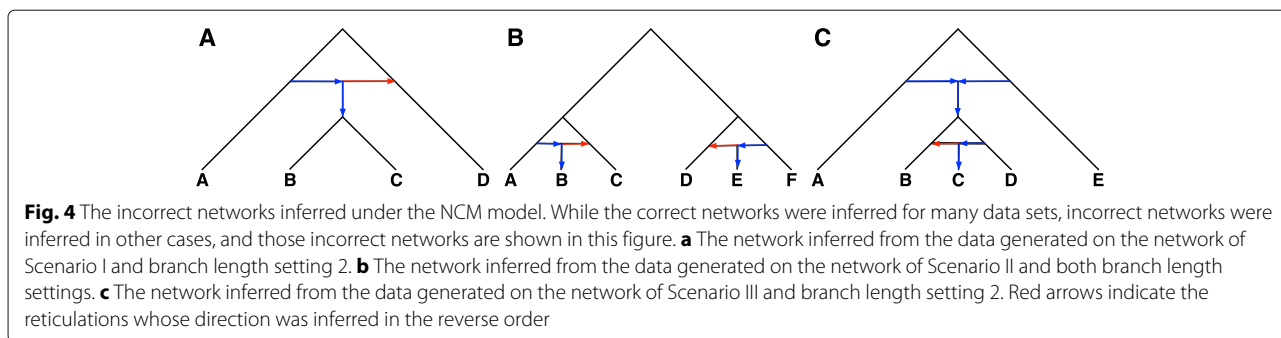 A B C
A B C D
A B C D E F
A B C D E
Fig. 4 The incorrect networks inferred under the NCM model. While the correct networks were inferred for many data sets, incorrect networks were
inferred in other cases, and those incorrect networks are shown in this figure. a The network inferred from the data generated on the network of
Scenario I and branch length setting 2. b The network inferred from the data generated on the network of Scenario II and both branch length
settings. c The network inferred from the data generated on the network of Scenario III and branch length setting 2. Red arrows indicate the
reticulations whose direction was inferred in the reverse order